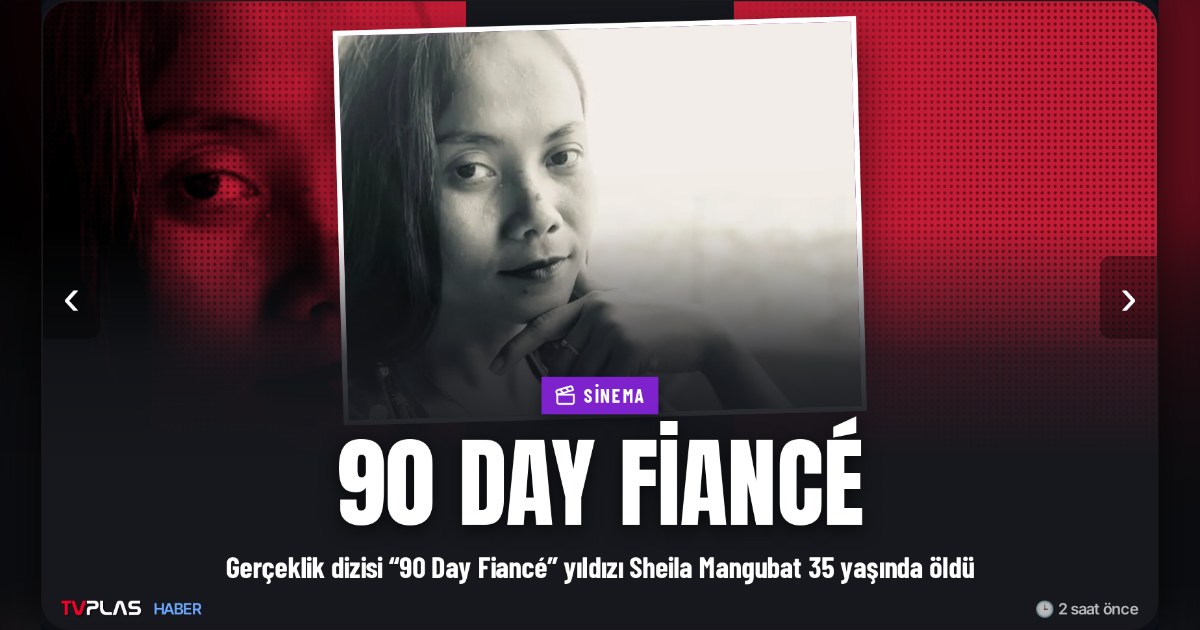 SİNEMA
90 DAY FİANCÉ
Gerçeklik dizisi “90 Day Fiancé” yıldızı Sheila Mangubat 35 yaşında öldü
TVPLAS HABER
2 saat önce